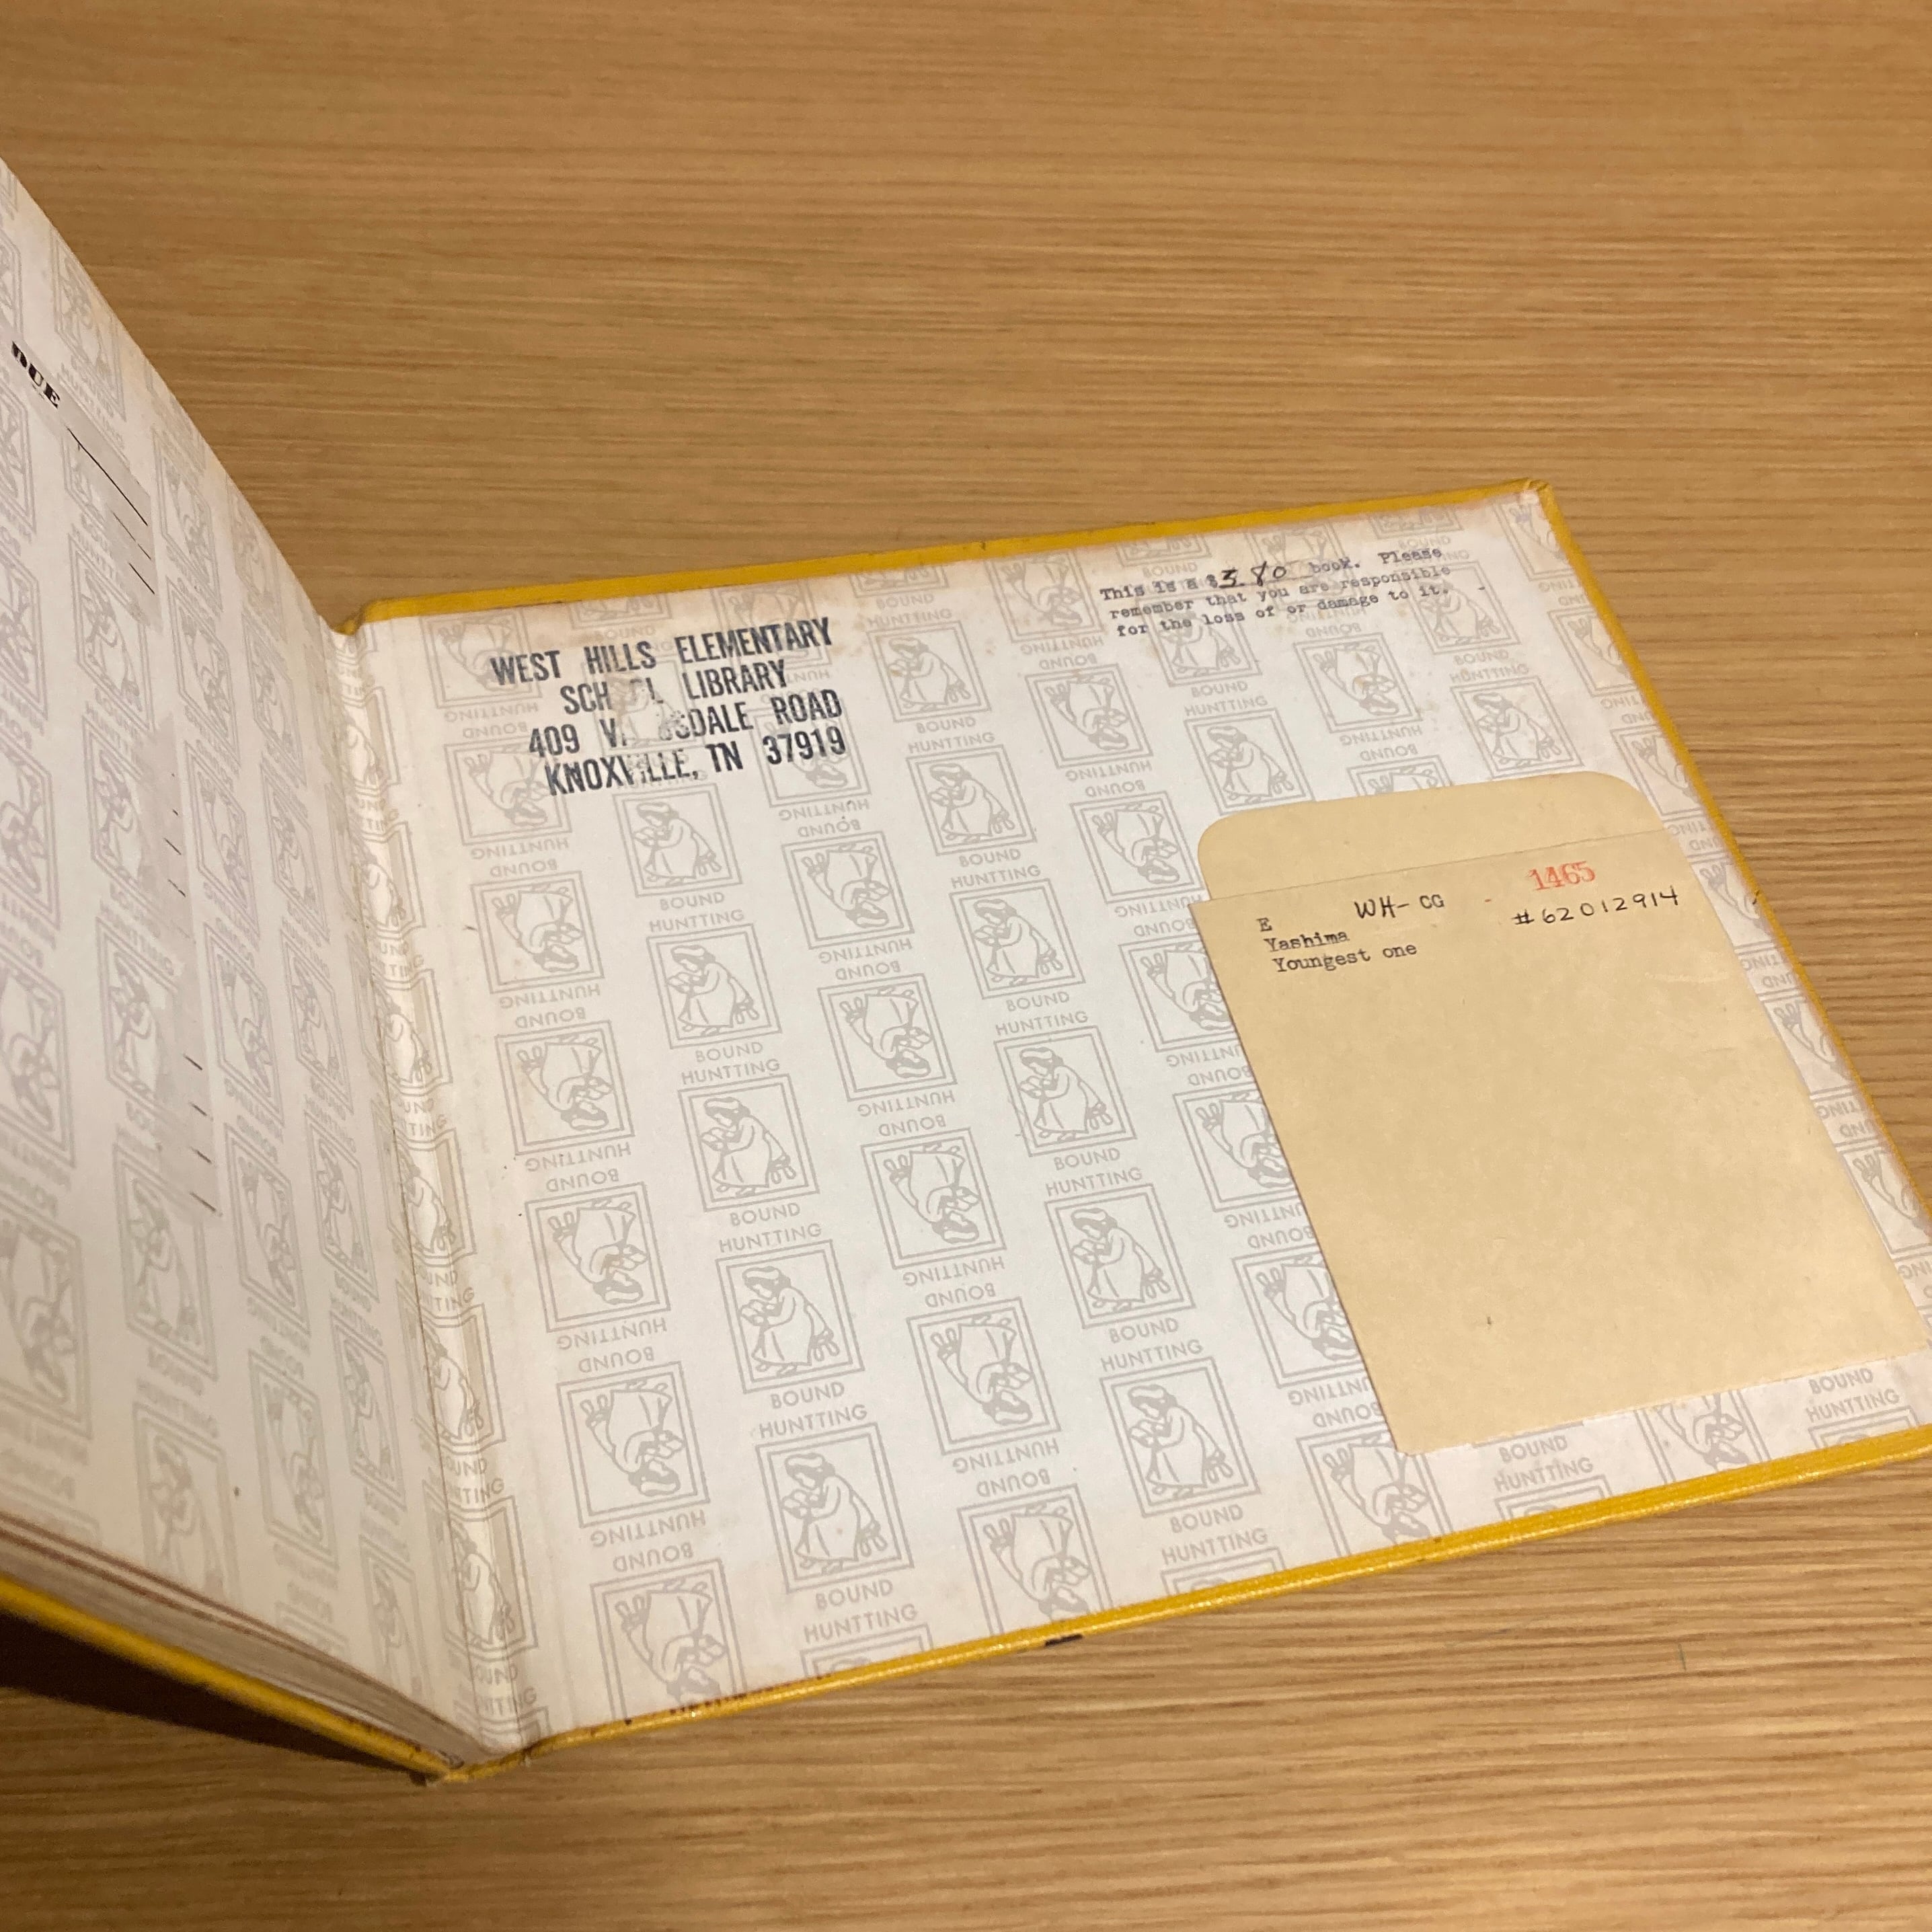 DUE
WEST HILLS ELEMENTARY
LIBRARY
409 ROAD
KNOXVILLE, TN 37919
This is a $3.80 book. Please
remember that you are responsible
for the loss of or damage to it.
1465
E WH- CG #62012914
Yashima
Youngest one
BOUND
HUNTTING